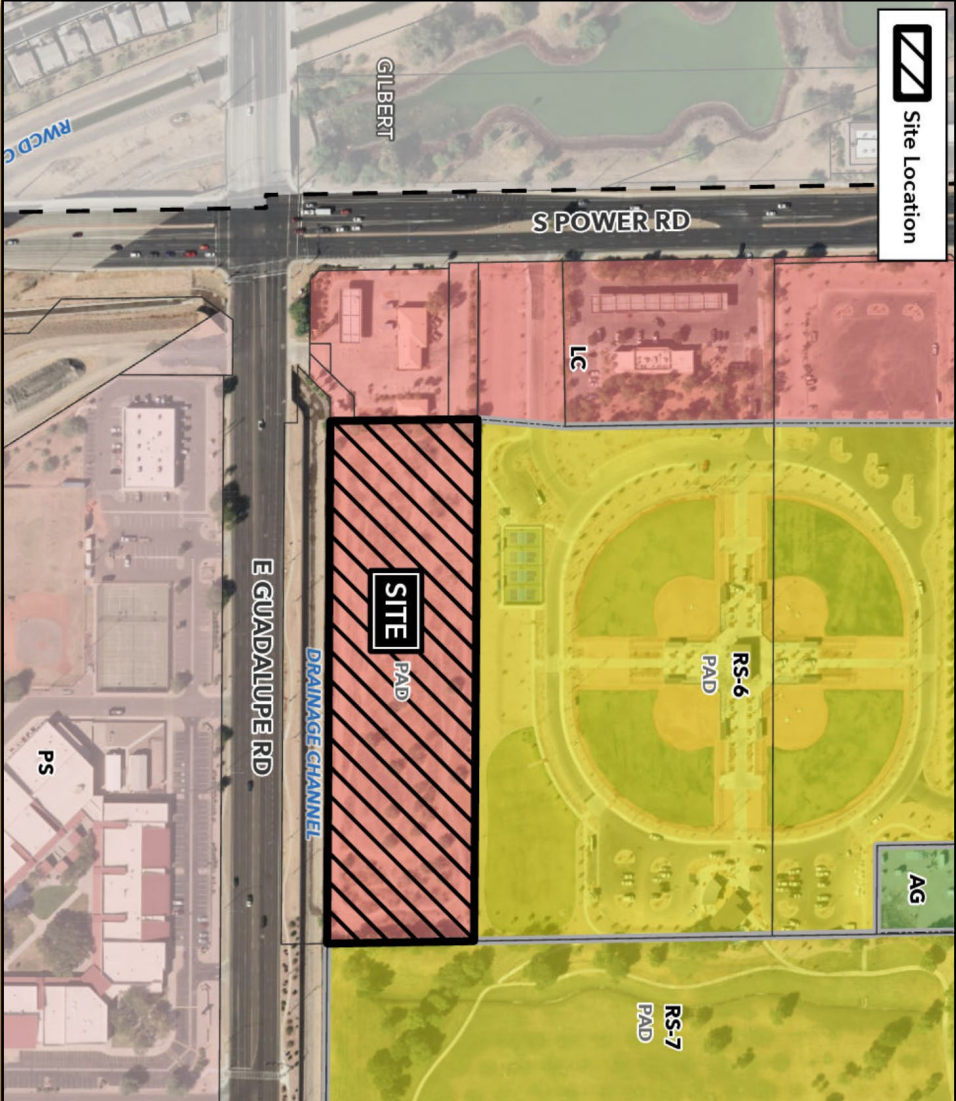 Site Location
GILBERT
RWCD C
S POWER RD
LC
SITE
PAD
E GUADALUPE RD
DRAINAGE CHANNEL
RS-6
PAD
AG
PS
RS-7
PAD